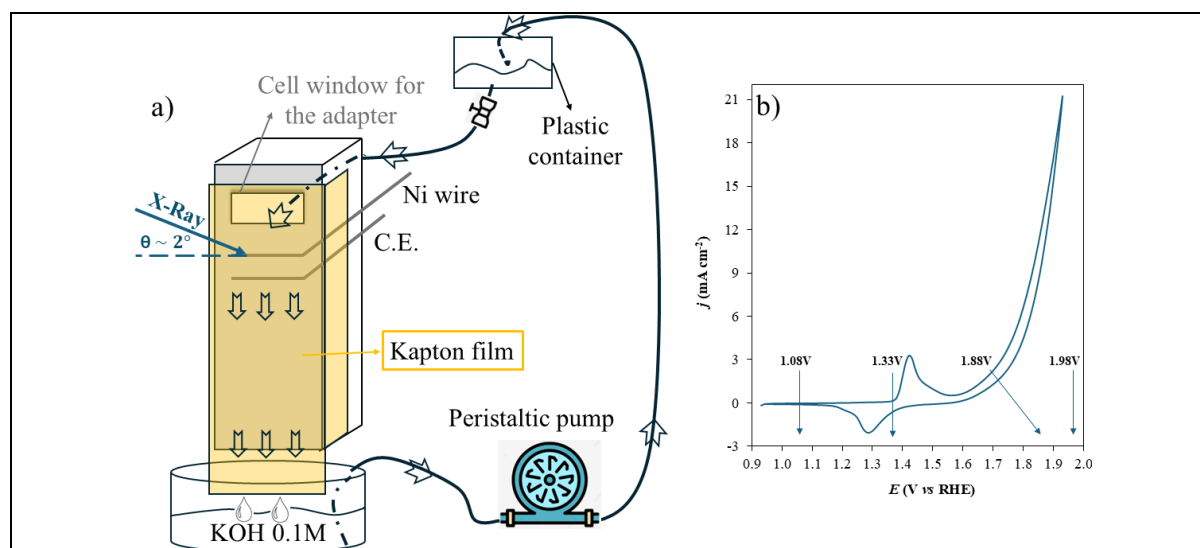 a)
Cell window for
the adapter
Plastic
container
X-Ray
θ ~ 2°
Ni wire
C.E.
Kapton film
Peristaltic pump
KOH 0.1M
b)
21
18
15
12
9
6
3
0
-3
j (mA cm-2)
1.08V
1.33V
1.88V
1.98V
0.9 1.0 1.1 1.2 1.3 1.4 1.5 1.6 1.7 1.8 1.9 2.0
E (V vs RHE)